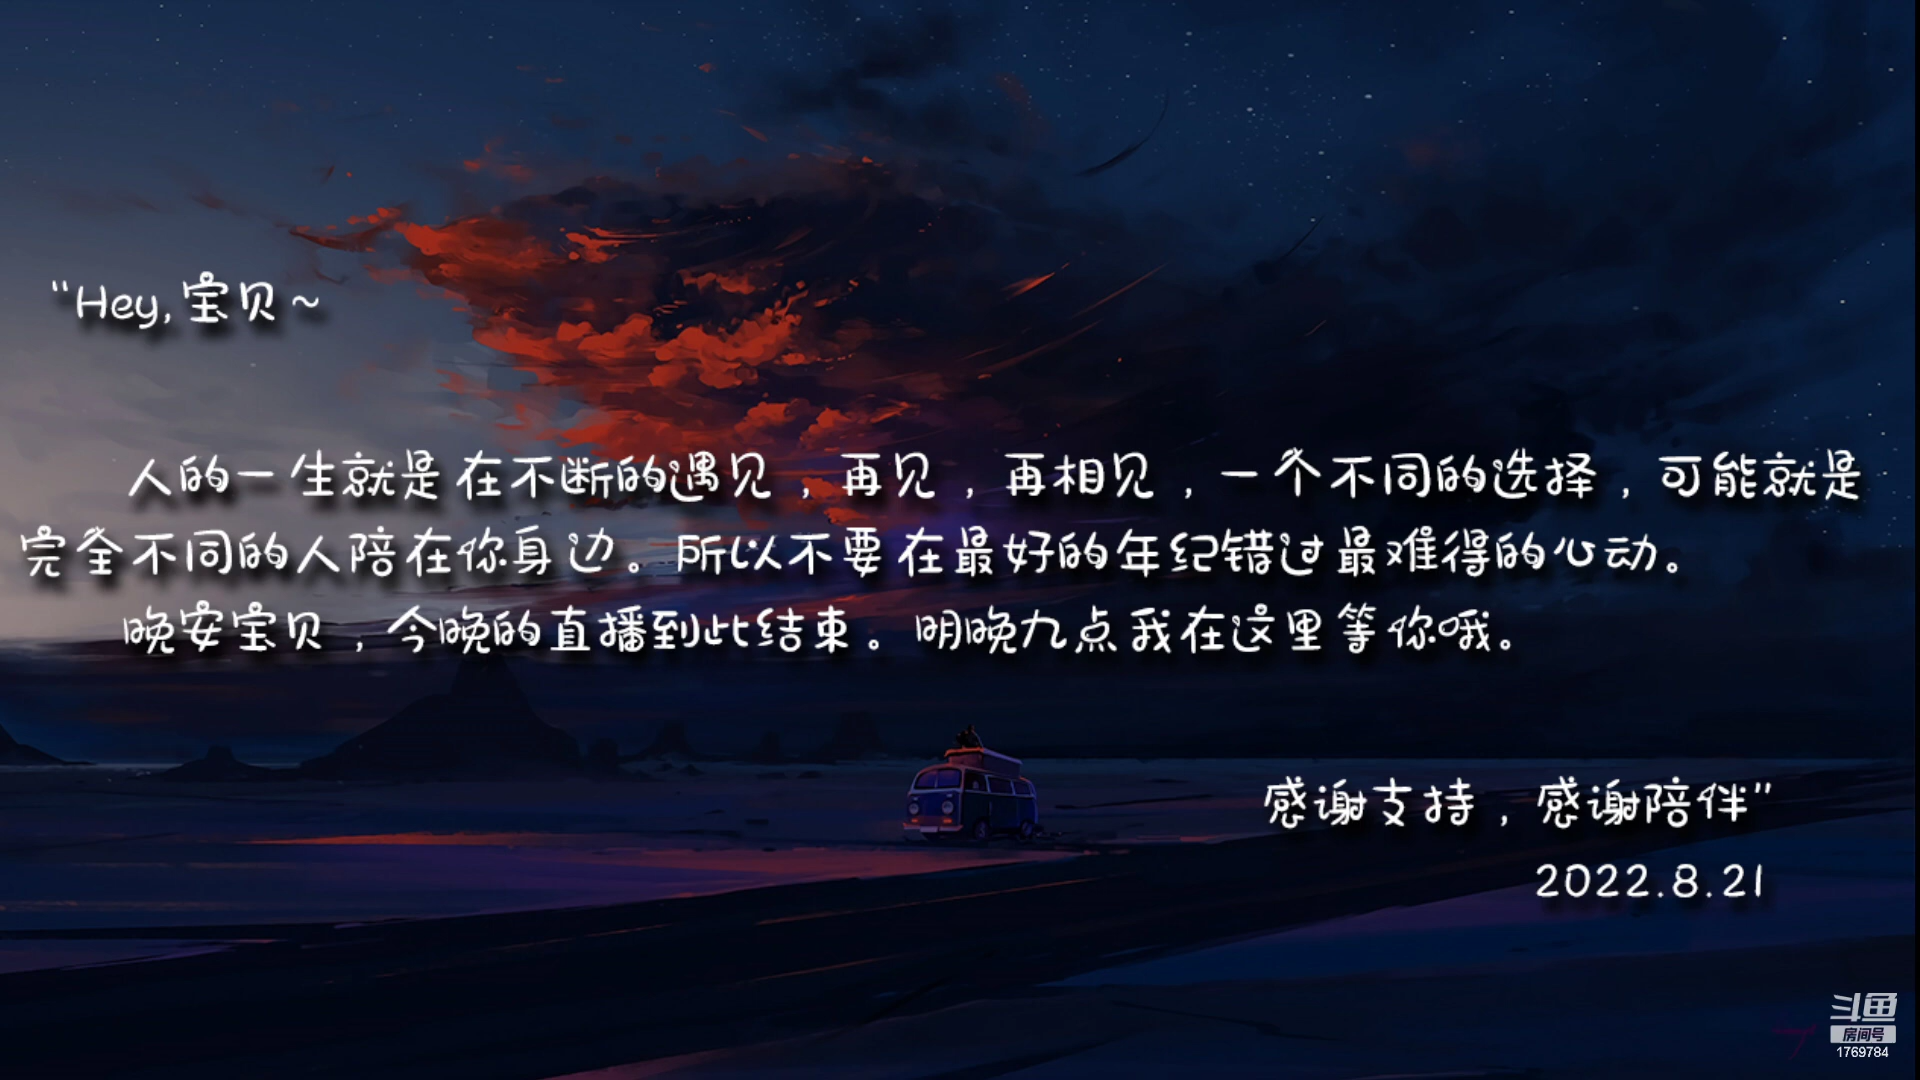 “Hey,宝贝~
人的一生就是在不断的遇见，再见，再相见，一个不同的选择，可能就是
完全不同的人陪在你身边。所以不要在最好的年纪错过最难得的心动。
晚安宝贝，今晚的直播到此结束。明晚九点我在这里等你哦。
感谢支持，感谢陪伴”
2022.8.21
斗鱼
房间号
1769784